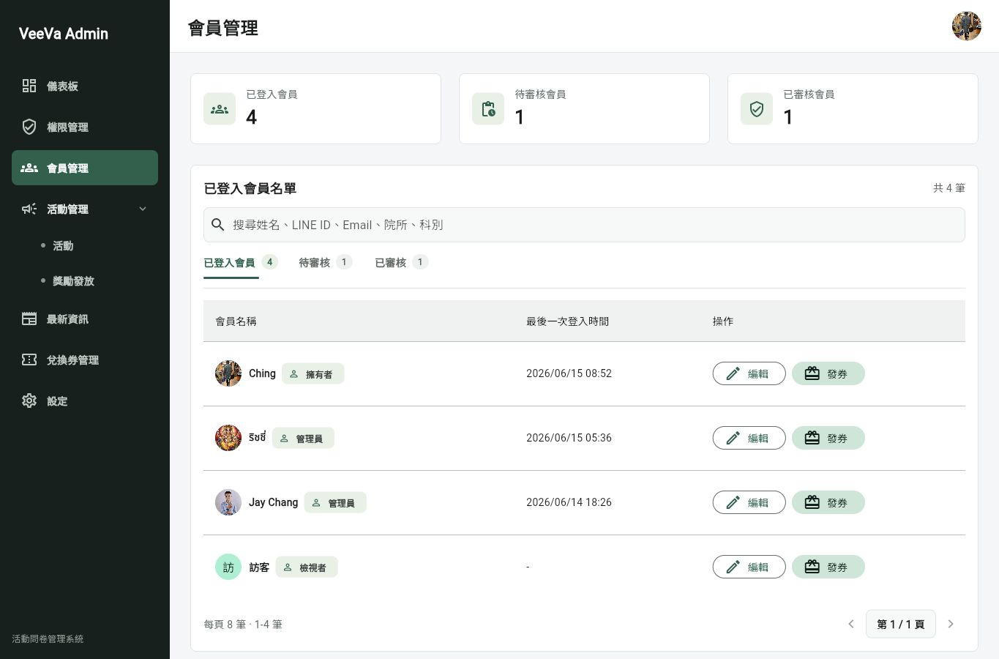 VeeVa Admin
儀表板
權限管理
會員管理
活動管理
活動
獎勵發放
最新資訊
兌換券管理
設定
活動問卷管理系統
會員管理
已登入會員
4
待審核會員
1
已審核會員
1
已登入會員名單
共 4 筆
搜尋姓名、LINE ID、Email、院所、科別
已登入會員 4 待審核 1 已審核 1
會員名稱 最後一次登入時間 操作
Ching 擁有者 2026/06/15 08:52 編輯 發券
ริชชี่ 管理員 2026/06/15 05:36 編輯 發券
Jay Chang 管理員 2026/06/14 18:26 編輯 發券
訪 訪客 檢視者 - 編輯 發券
每頁 8 筆 · 1-4 筆
第 1 / 1 頁